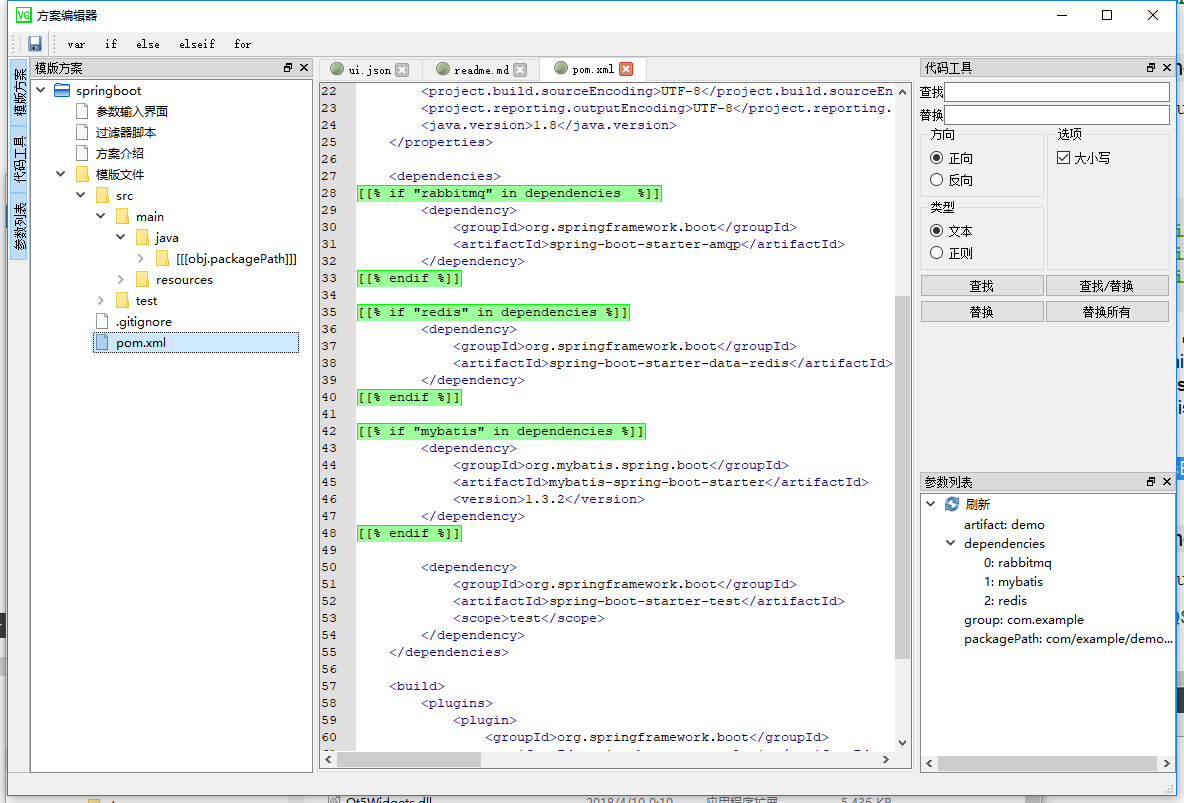 VG 方案编辑器
var if else elseif for
模版方案
代码工具
参数列表
模版方案
springboot
参数输入界面
过滤器脚本
方案介绍
模版文件
src
main
java
[[[obj.packagePath]]]
resources
test
.gitignore
pom.xml
ui.json readme.md pom.xml
22 <project.build.sourceEncoding>UTF-8</project.build.sourceEn
23 <project.reporting.outputEncoding>UTF-8</project.reporting.
24 <java.version>1.8</java.version>
25 </properties>
26
27 <dependencies>
28 [[% if "rabbitmq" in dependencies  %]]
29 <dependency>
30 <groupId>org.springframework.boot</groupId>
31 <artifactId>spring-boot-starter-amqp</artifactId>
32 </dependency>
33 [[% endif %]]
34
35 [[% if "redis" in dependencies %]]
36 <dependency>
37 <groupId>org.springframework.boot</groupId>
38 <artifactId>spring-boot-starter-data-redis</artifactId>
39 </dependency>
40 [[% endif %]]
41
42 [[% if "mybatis" in dependencies %]]
43 <dependency>
44 <groupId>org.mybatis.spring.boot</groupId>
45 <artifactId>mybatis-spring-boot-starter</artifactId>
46 <version>1.3.2</version>
47 </dependency>
48 [[% endif %]]
49
50 <dependency>
51 <groupId>org.springframework.boot</groupId>
52 <artifactId>spring-boot-starter-test</artifactId>
53 <scope>test</scope>
54 </dependency>
55 </dependencies>
56
57 <build>
58 <plugins>
59 <plugin>
60 <groupId>org.springframework.boot</groupId>
代码工具
查找
替换
方向
正向
反向
选项
大小写
类型
文本
正则
查找 查找/替换
替换 替换所有
参数列表
刷新
artifact: demo
dependencies
0: rabbitmq
1: mybatis
2: redis
group: com.example
packagePath: com/example/demo...
Qt5Widgets.dll 2018/4/10 0:10 应用程序扩展 5,436 KB